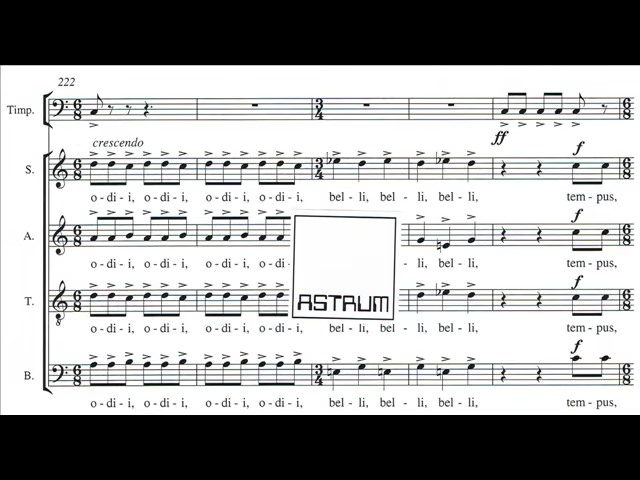 222
Timp.
ff
crescendo
f
S.
o - di - i, o - di - i, o - di - i, o - di - i, bel - li, bel - li, bel - li, tem - pus,
f
A.
o - di - i, o - di - i, o - di - i, o - di - li, bel - li, tem - pus,
ASTRUM
f
T.
o - di - i, o - di - i, o - di - i, o - di - i, bel - li, bel - li, bel - li, tem - pus,
f
B.
o - di - i, o - di - i, o - di - i, o - di - i, bel - li, bel - li, bel - li, tem - pus,